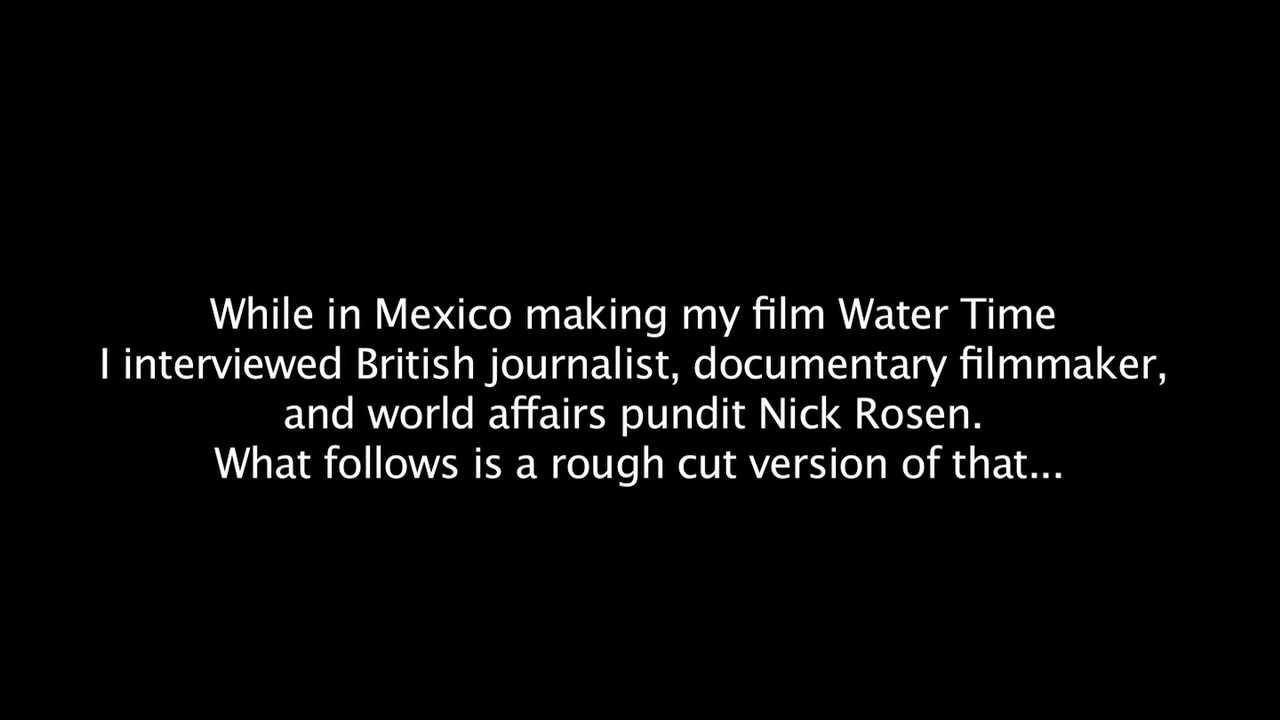 While in Mexico making my film Water Time
I interviewed British journalist, documentary filmmaker,
and world affairs pundit Nick Rosen.
What follows is a rough cut version of that...